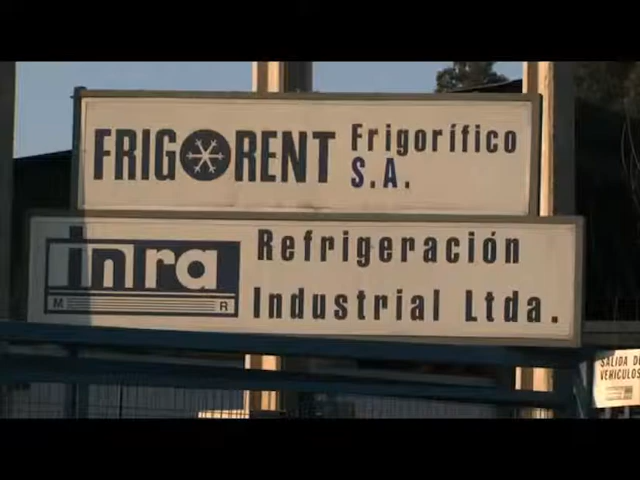 FRIGORENT Frigorífico
S.A.
inra Refrigeración
M R Industrial Ltda.
SALIDA DE
VEHICULOS